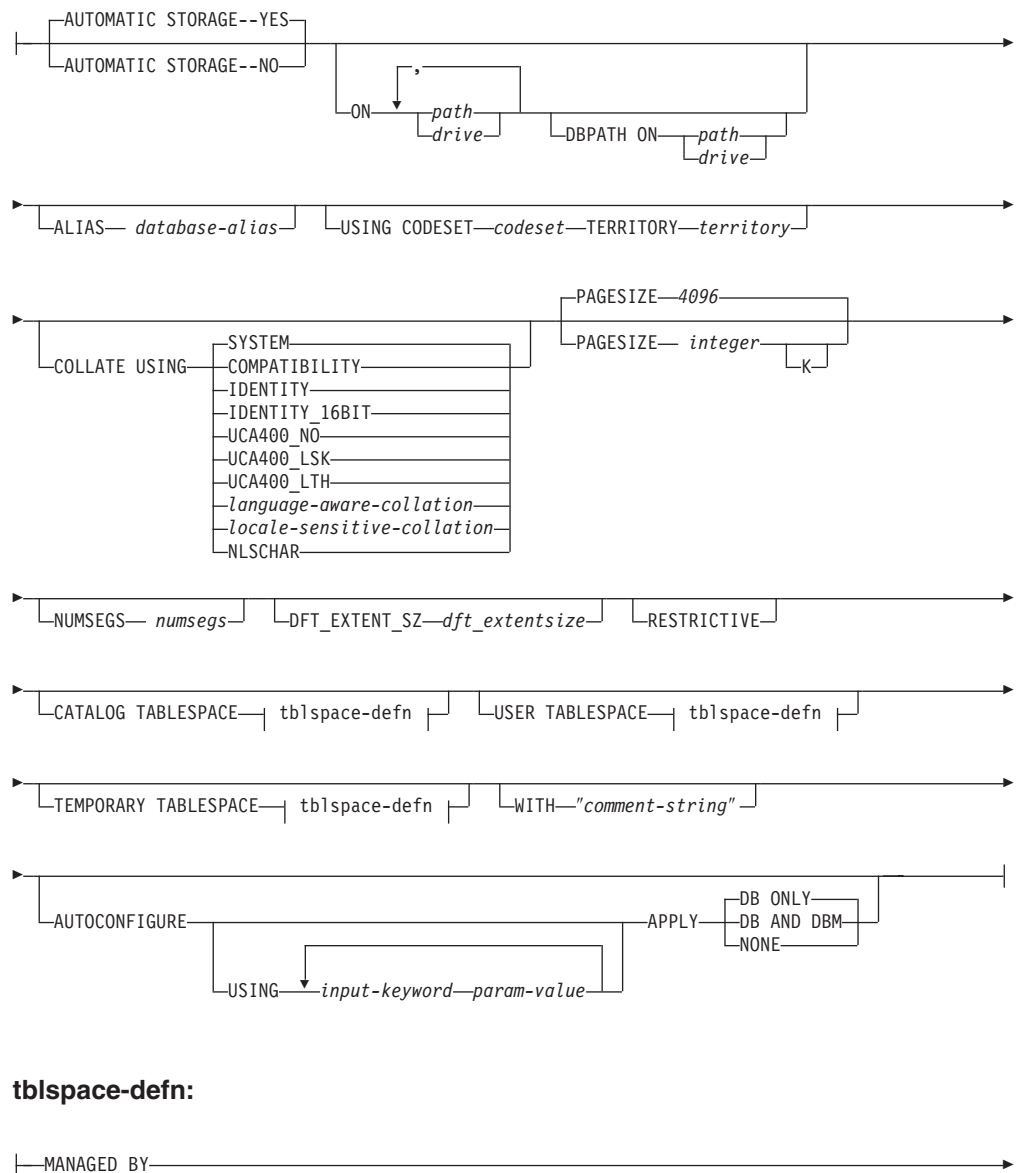 AUTOMATIC STORAGE--YES
AUTOMATIC STORAGE--NO
,
ON path
drive
DBPATH ON path
drive
ALIAS database-alias USING CODESET codeset TERRITORY territory
PAGESIZE 4096
COLLATE USING SYSTEM PAGESIZE integer K
COMPATIBILITY
IDENTITY
IDENTITY_16BIT
UCA400_NO
UCA400_LSK
UCA400_LTH
language-aware-collation
locale-sensitive-collation
NLSCHAR
NUMSEGS numsegs DFT_EXTENT_SZ dft_extentsize RESTRICTIVE
CATALOG TABLESPACE tblspace-defn USER TABLESPACE tblspace-defn
TEMPORARY TABLESPACE tblspace-defn WITH "comment-string"
AUTOCONFIGURE APPLY DB ONLY
DB AND DBM
NONE
USING input-keyword param-value
tblspace-defn:
MANAGED BY